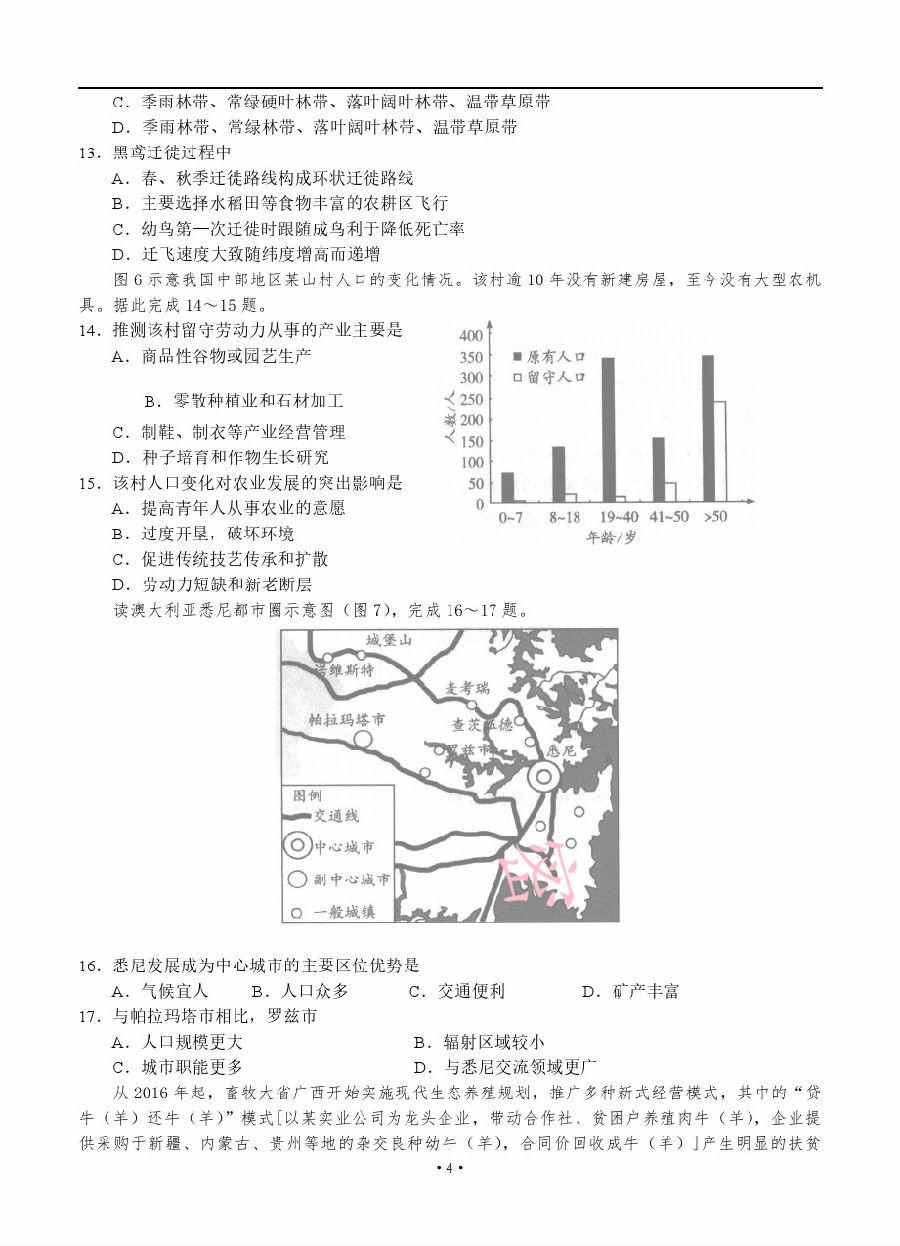 C．季雨林带、常绿硬叶林带、落叶阔叶林带、温带草原带
D．季雨林带、常绿林带、落叶阔叶林带、温带草原带
13．黑鸢迁徙过程中
A．春、秋季迁徙路线构成环状迁徙路线
B．主要选择水稻田等食物丰富的农耕区飞行
C．幼鸟第一次迁徙时跟随成鸟利于降低死亡率
D．迁飞速度大致随纬度增高而递增
图 6 示意我国中部地区某山村人口的变化情况。该村逾 10 年没有新建房屋，至今没有大型农机
具。据此完成 14～15 题。
14．推测该村留守劳动力从事的产业主要是
A．商品性谷物或园艺生产
B．零散种植业和石材加工
C．制鞋、制衣等产业经营管理
D．种子培育和作物生长研究
15．该村人口变化对农业发展的突出影响是
A．提高青年人从事农业的意愿
B．过度开垦，破坏环境
C．促进传统技艺传承和扩散
D．劳动力短缺和新老断层
人数/人
400
350
300
250
200
150
100
50
0
原有人口
留守人口
0~7 8~18 19~40 41~50 >50
年龄/岁
读澳大利亚悉尼都市圈示意图（图 7），完成 16～17 题。
城堡山
诺维斯特
麦考瑞
帕拉玛塔市
查茨伍德
罗兹市
悉尼
图例
交通线
中心城市
副中心城市
一般城镇
密
16．悉尼发展成为中心城市的主要区位优势是
A．气候宜人 B．人口众多 C．交通便利 D．矿产丰富
17．与帕拉玛塔市相比，罗兹市
A．人口规模更大 B．辐射区域较小
C．城市职能更多 D．与悉尼交流领域更广
从 2016 年起，畜牧大省广西开始实施现代生态养殖规划，推广多种新式经营模式，其中的“贷
牛（羊）还牛（羊）”模式[以某实业公司为龙头企业，带动合作社、贫困户养殖肉牛（羊），企业提
供采购于新疆、内蒙古、贵州等地的杂交良种幼牛（羊），合同价回收成牛（羊）]产生明显的扶贫
·4·